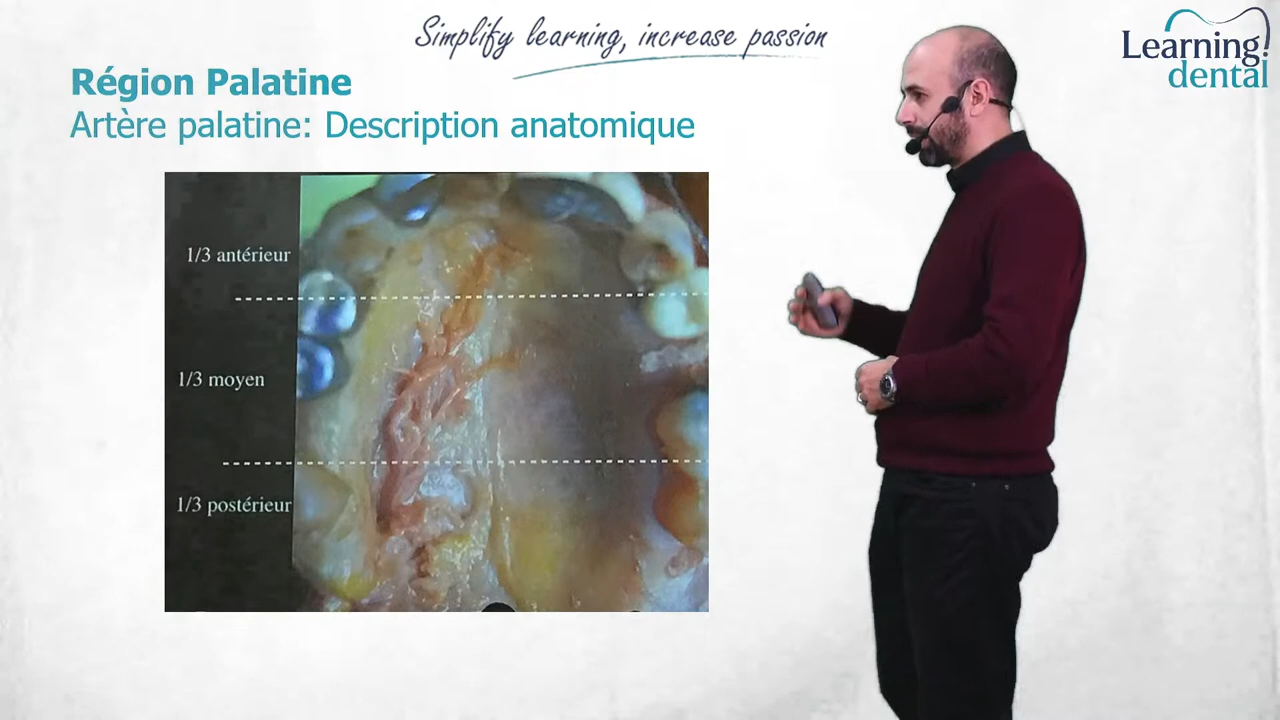 Simplify learning, increase passion
Learning
dental
Région Palatine
Artère palatine: Description anatomique
1/3 antérieur
1/3 moyen
1/3 postérieur